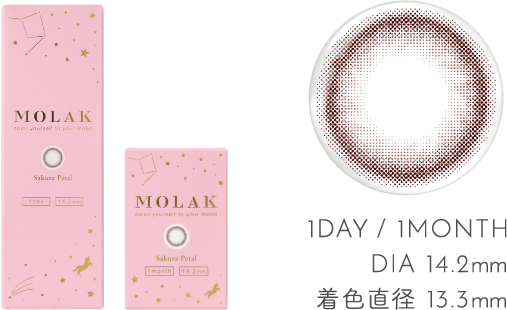 MOLAK
color yourself to your mood
Sakura Petal
1day
14.2mm
MOLAK
color yourself to your mood
Sakura Petal
1month
14.2mm
1DAY / 1MONTH
DIA 14.2mm
着色直径 13.3mm